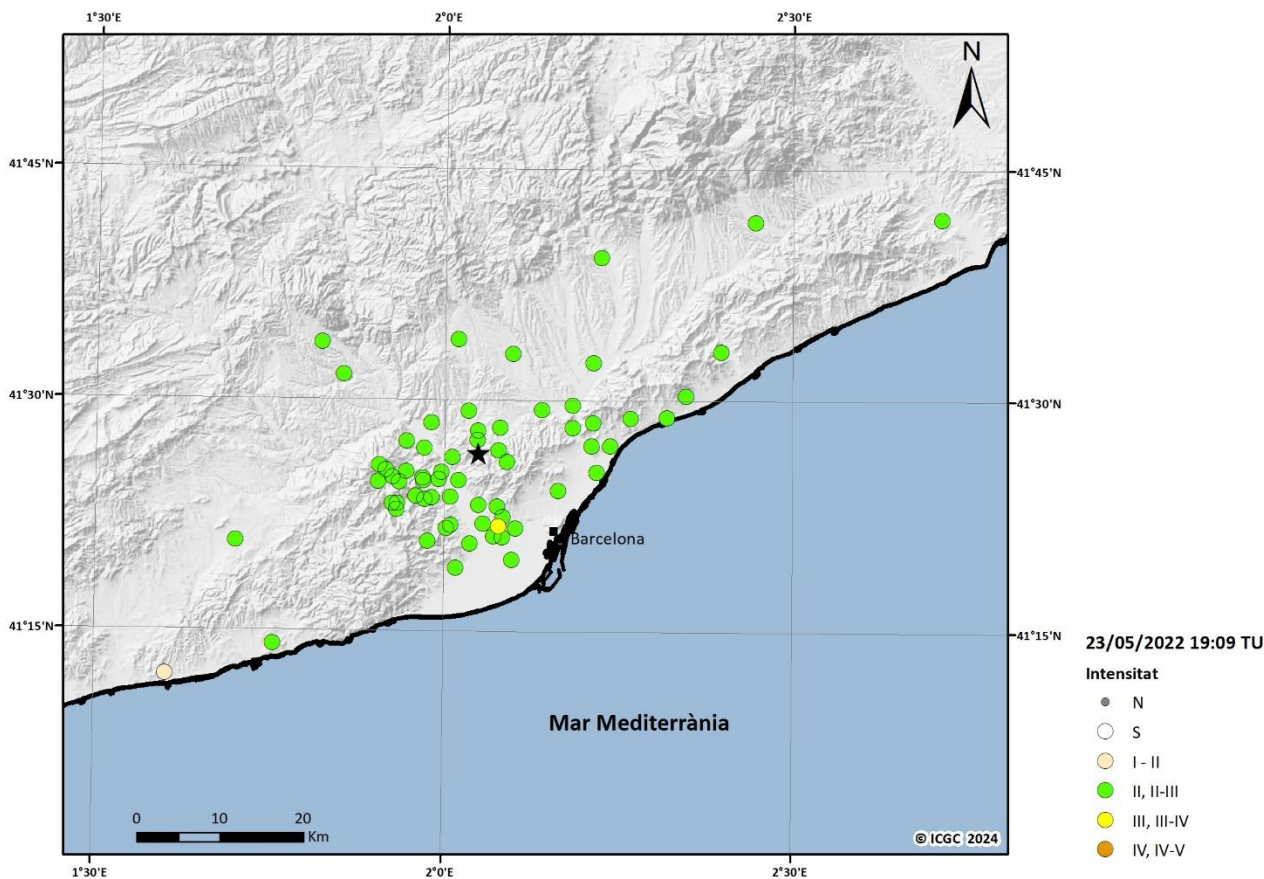 1°30'E 2°0'E 2°30'E
N
41°45'N 41°45'N
41°30'N 41°30'N
Barcelona
41°15'N 41°15'N
23/05/2022 19:09 TU
Intensitat
N
S
I - II
II, II-III
III, III-IV
IV, IV-V
Mar Mediterrània
0 10 20
Km
© ICGC 2024
1°30'E 2°0'E 2°30'E